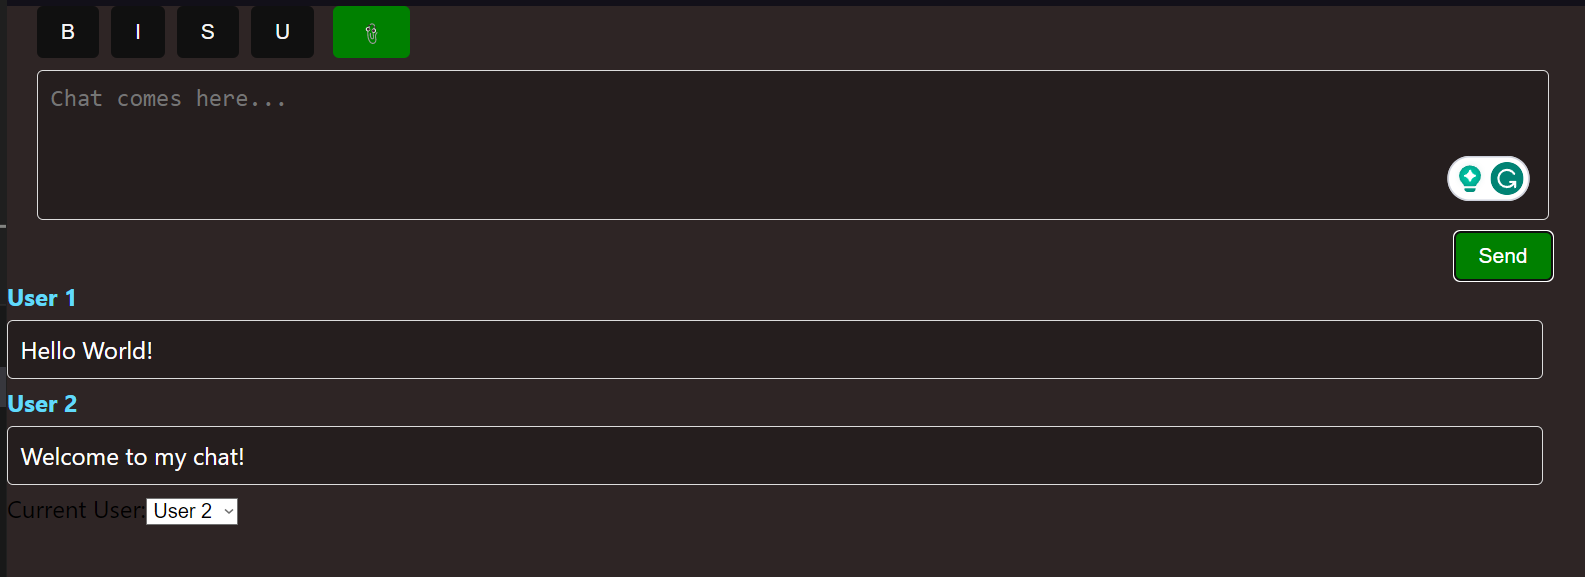 B I S U
Chat comes here...
Send
User 1
Hello World!
User 2
Welcome to my chat!
Current User: User 2